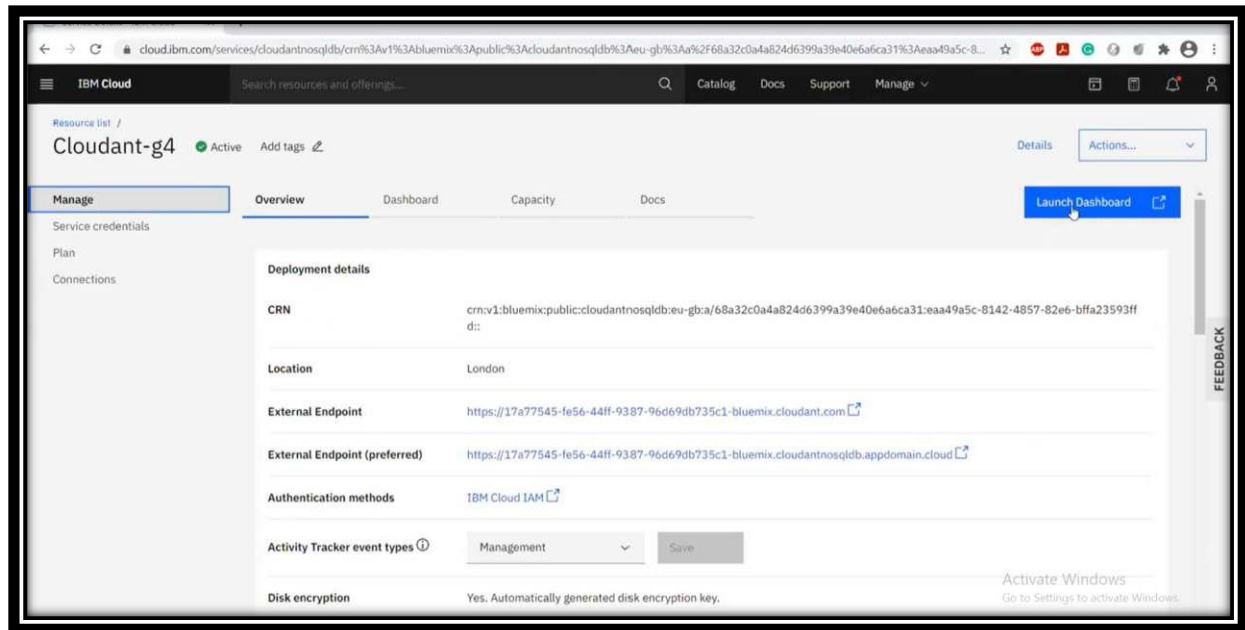 cloud.ibm.com/services/cloudantnosqldb/crn%3Av1%3Abluemix%3Apublic%3Acloudantnosqldb%3Aeu-gb%3Aa%2F68a32c0a4a824d6399a39e40e6a6ca31%3Aeaa49a5c-8...
ABP
IBM Cloud Search resources and offerings... Catalog Docs Support Manage
Resource list /
Cloudant-g4 Active Add tags Details Actions...
Manage Overview Dashboard Capacity Docs Launch Dashboard
Service credentials
Plan
Connections
Deployment details
CRN crn:v1:bluemix:public:cloudantnosqldb:eu-gb:a/68a32c0a4a824d6399a39e40e6a6ca31:eaa49a5c-8142-4857-82e6-bffa23593ff
d::
Location London
External Endpoint https://17a77545-fe56-44ff-9387-96d69db735c1-bluemix.cloudant.com
External Endpoint (preferred) https://17a77545-fe56-44ff-9387-96d69db735c1-bluemix.cloudantnosqldb.appdomain.cloud
Authentication methods IBM Cloud IAM
Activity Tracker event types Management Save
Disk encryption Yes. Automatically generated disk encryption key.
FEEDBACK
Activate Windows
Go to Settings to activate Windows.